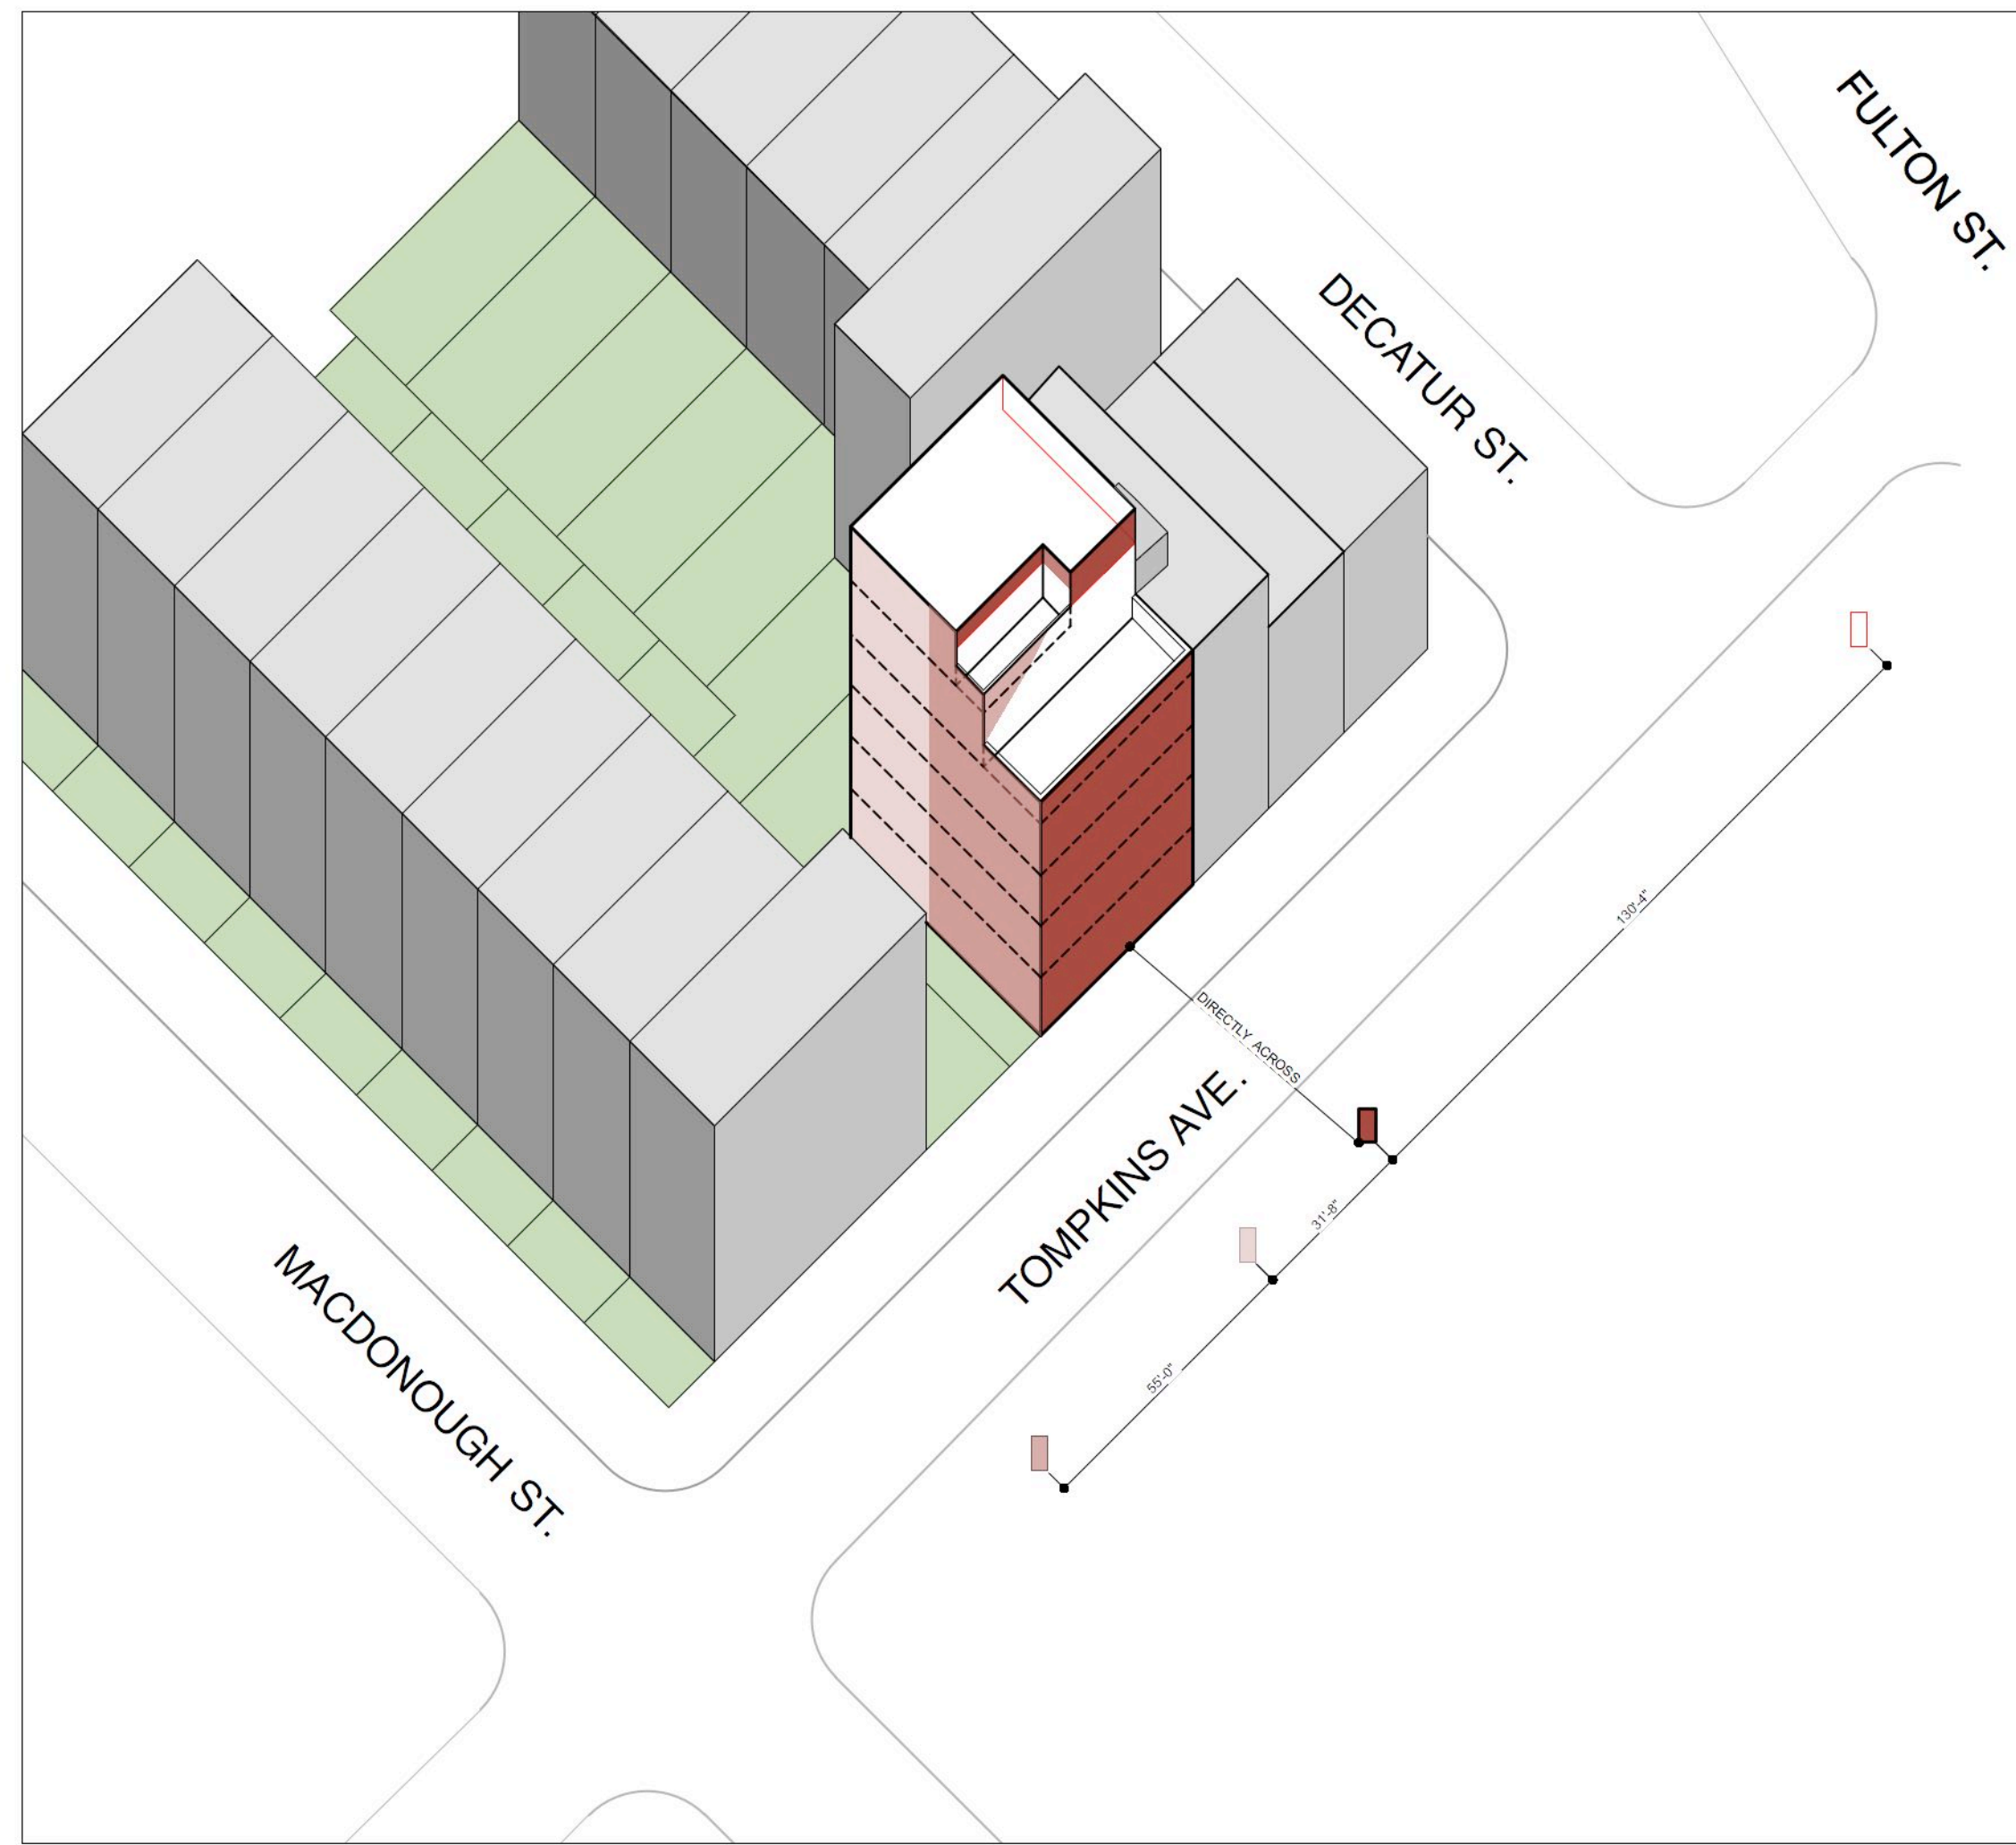 FULTON ST.
DECATUR ST.
130'-4"
DIRECTLY ACROSS
TOMPKINS AVE.
31'-8"
MACDONOUGH ST.
55'-0"